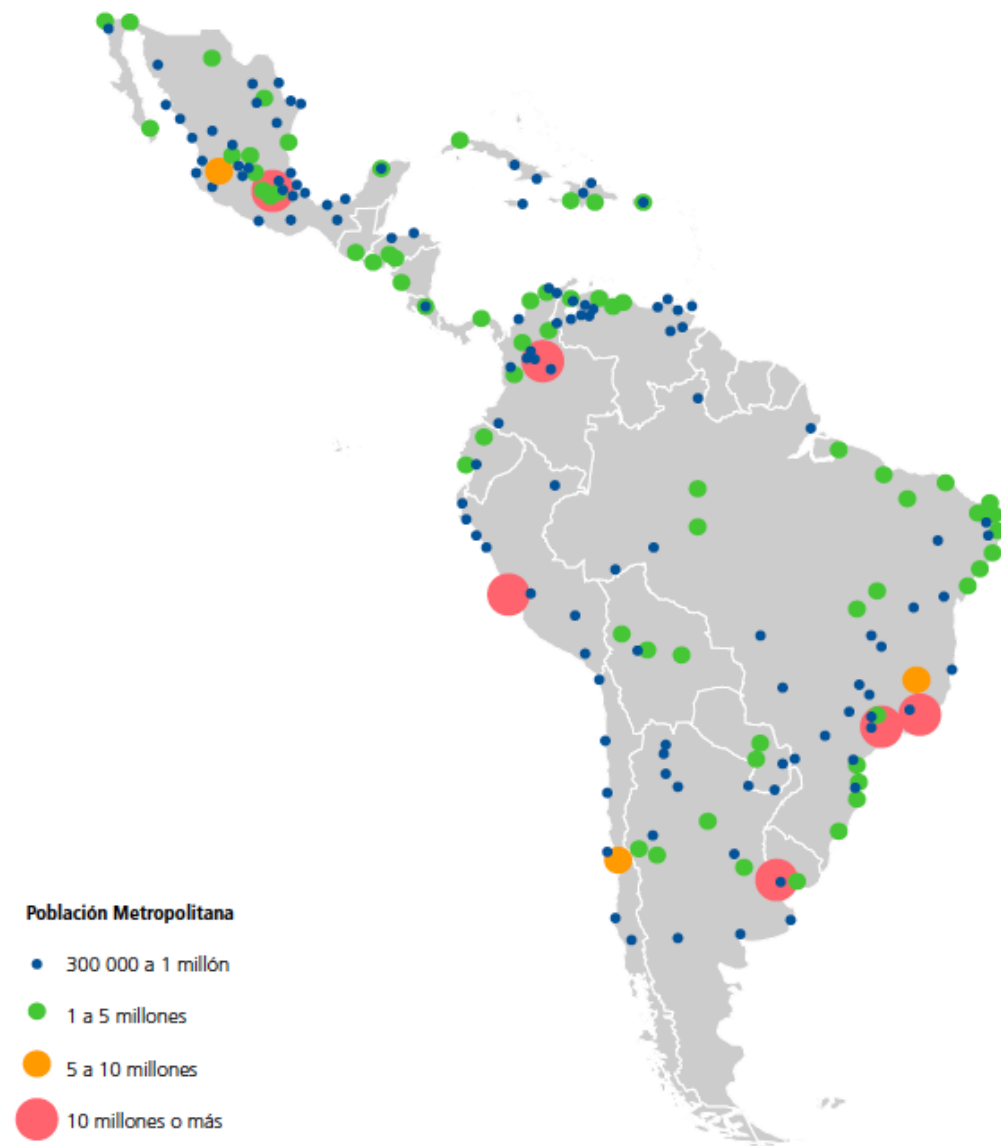 Población Metropolitana
300 000 a 1 millón
1 a 5 millones
5 a 10 millones
10 millones o más